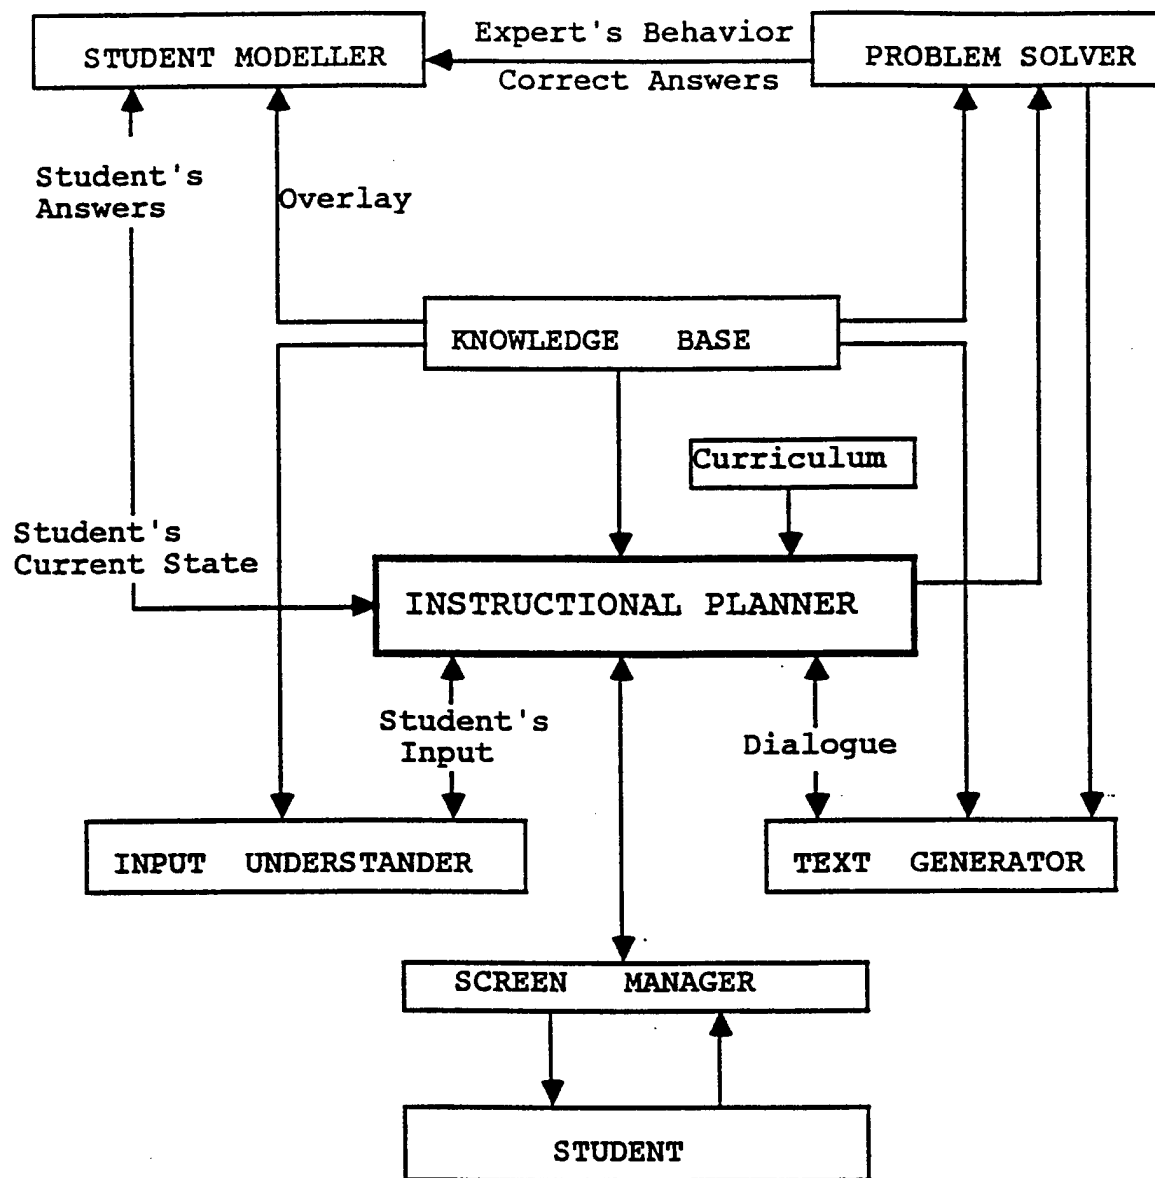 STUDENT MODELLER
Expert's Behavior
Correct Answers
PROBLEM SOLVER
Student's
Answers
Overlay
KNOWLEDGE BASE
Curriculum
Student's
Current State
INSTRUCTIONAL PLANNER
Student's
Input
Dialogue
INPUT UNDERSTANDER
TEXT GENERATOR
SCREEN MANAGER
STUDENT